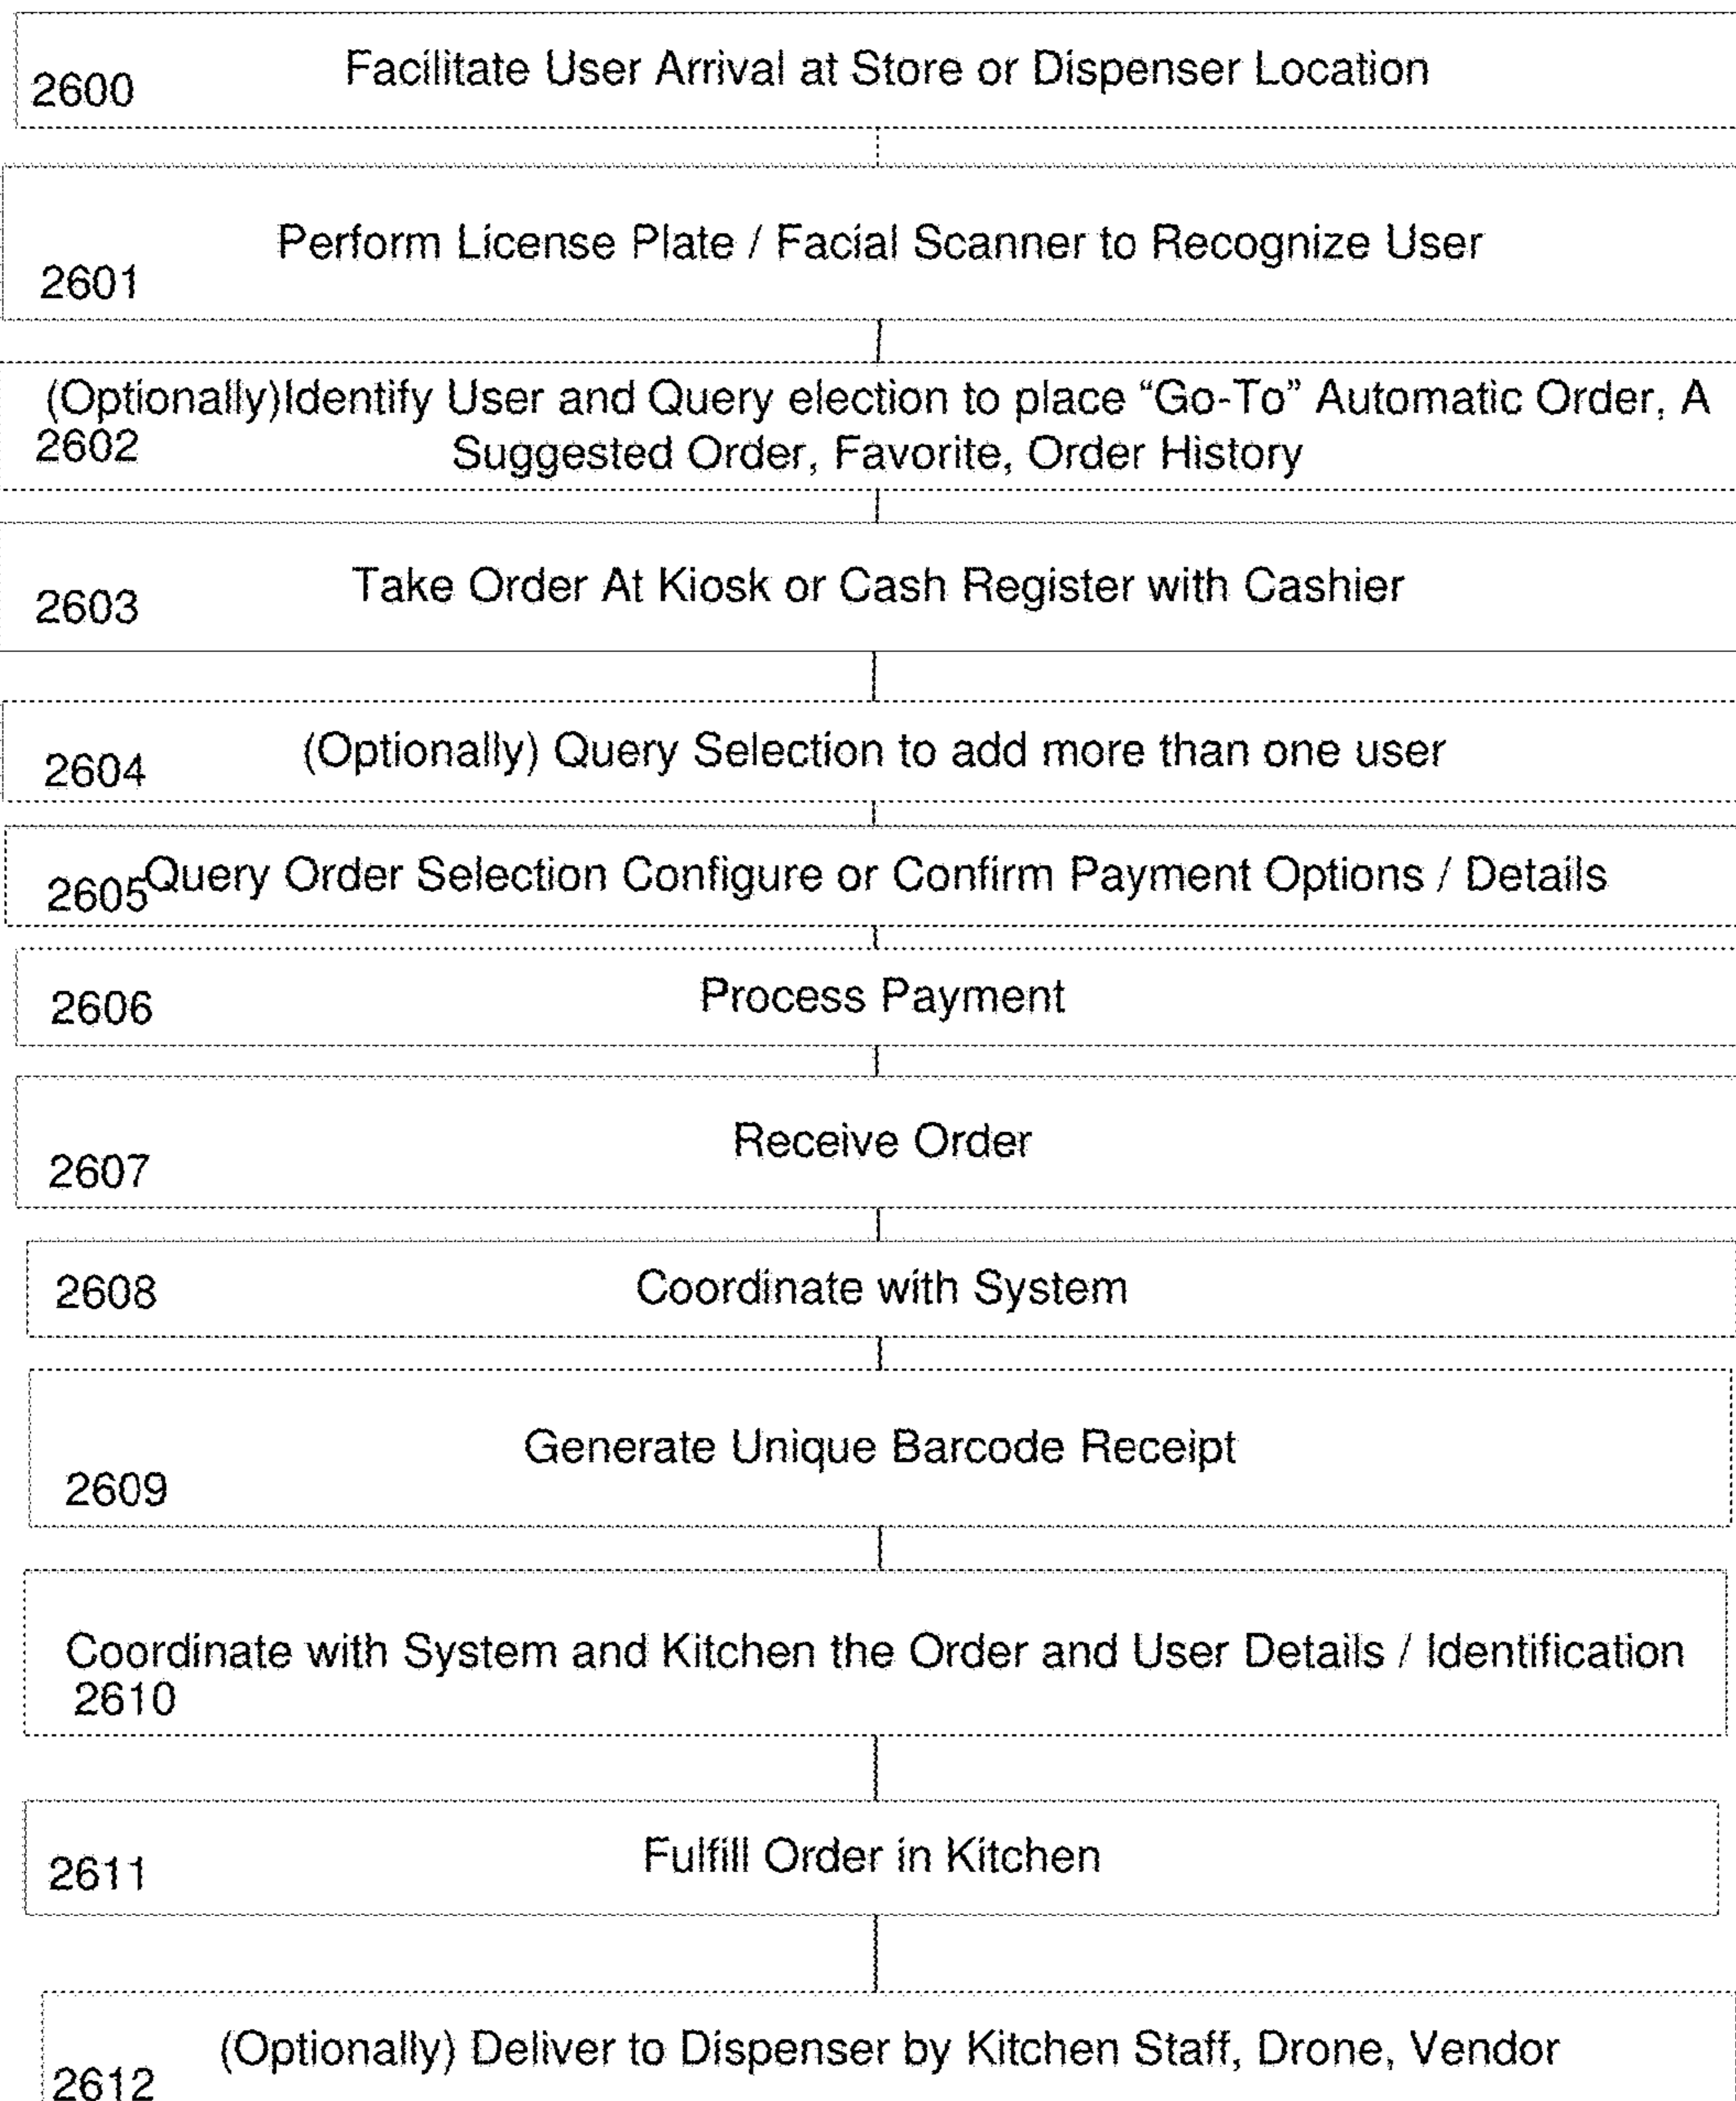 Facilitate User Arrival at Store or Dispenser Location
2600
Perform License Plate / Facial Scanner to Recognize User
2601
(Optionally)Identify User and Query election to place “Go-To” Automatic Order, A
2602
Suggested Order, Favorite, Order History
Take Order At Kiosk or Cash Register with Cashier
2603
(Optionally) Query Selection to add more than one user
2604
Query Order Selection Configure or Confirm Payment Options / Details
2605
Process Payment
2606
Receive Order
2607
Coordinate with System
2608
Generate Unique Barcode Receipt
2609
Coordinate with System and Kitchen the Order and User Details / Identification
2610
Fulfill Order in Kitchen
2611
(Optionally) Deliver to Dispenser by Kitchen Staff, Drone, Vendor
2612